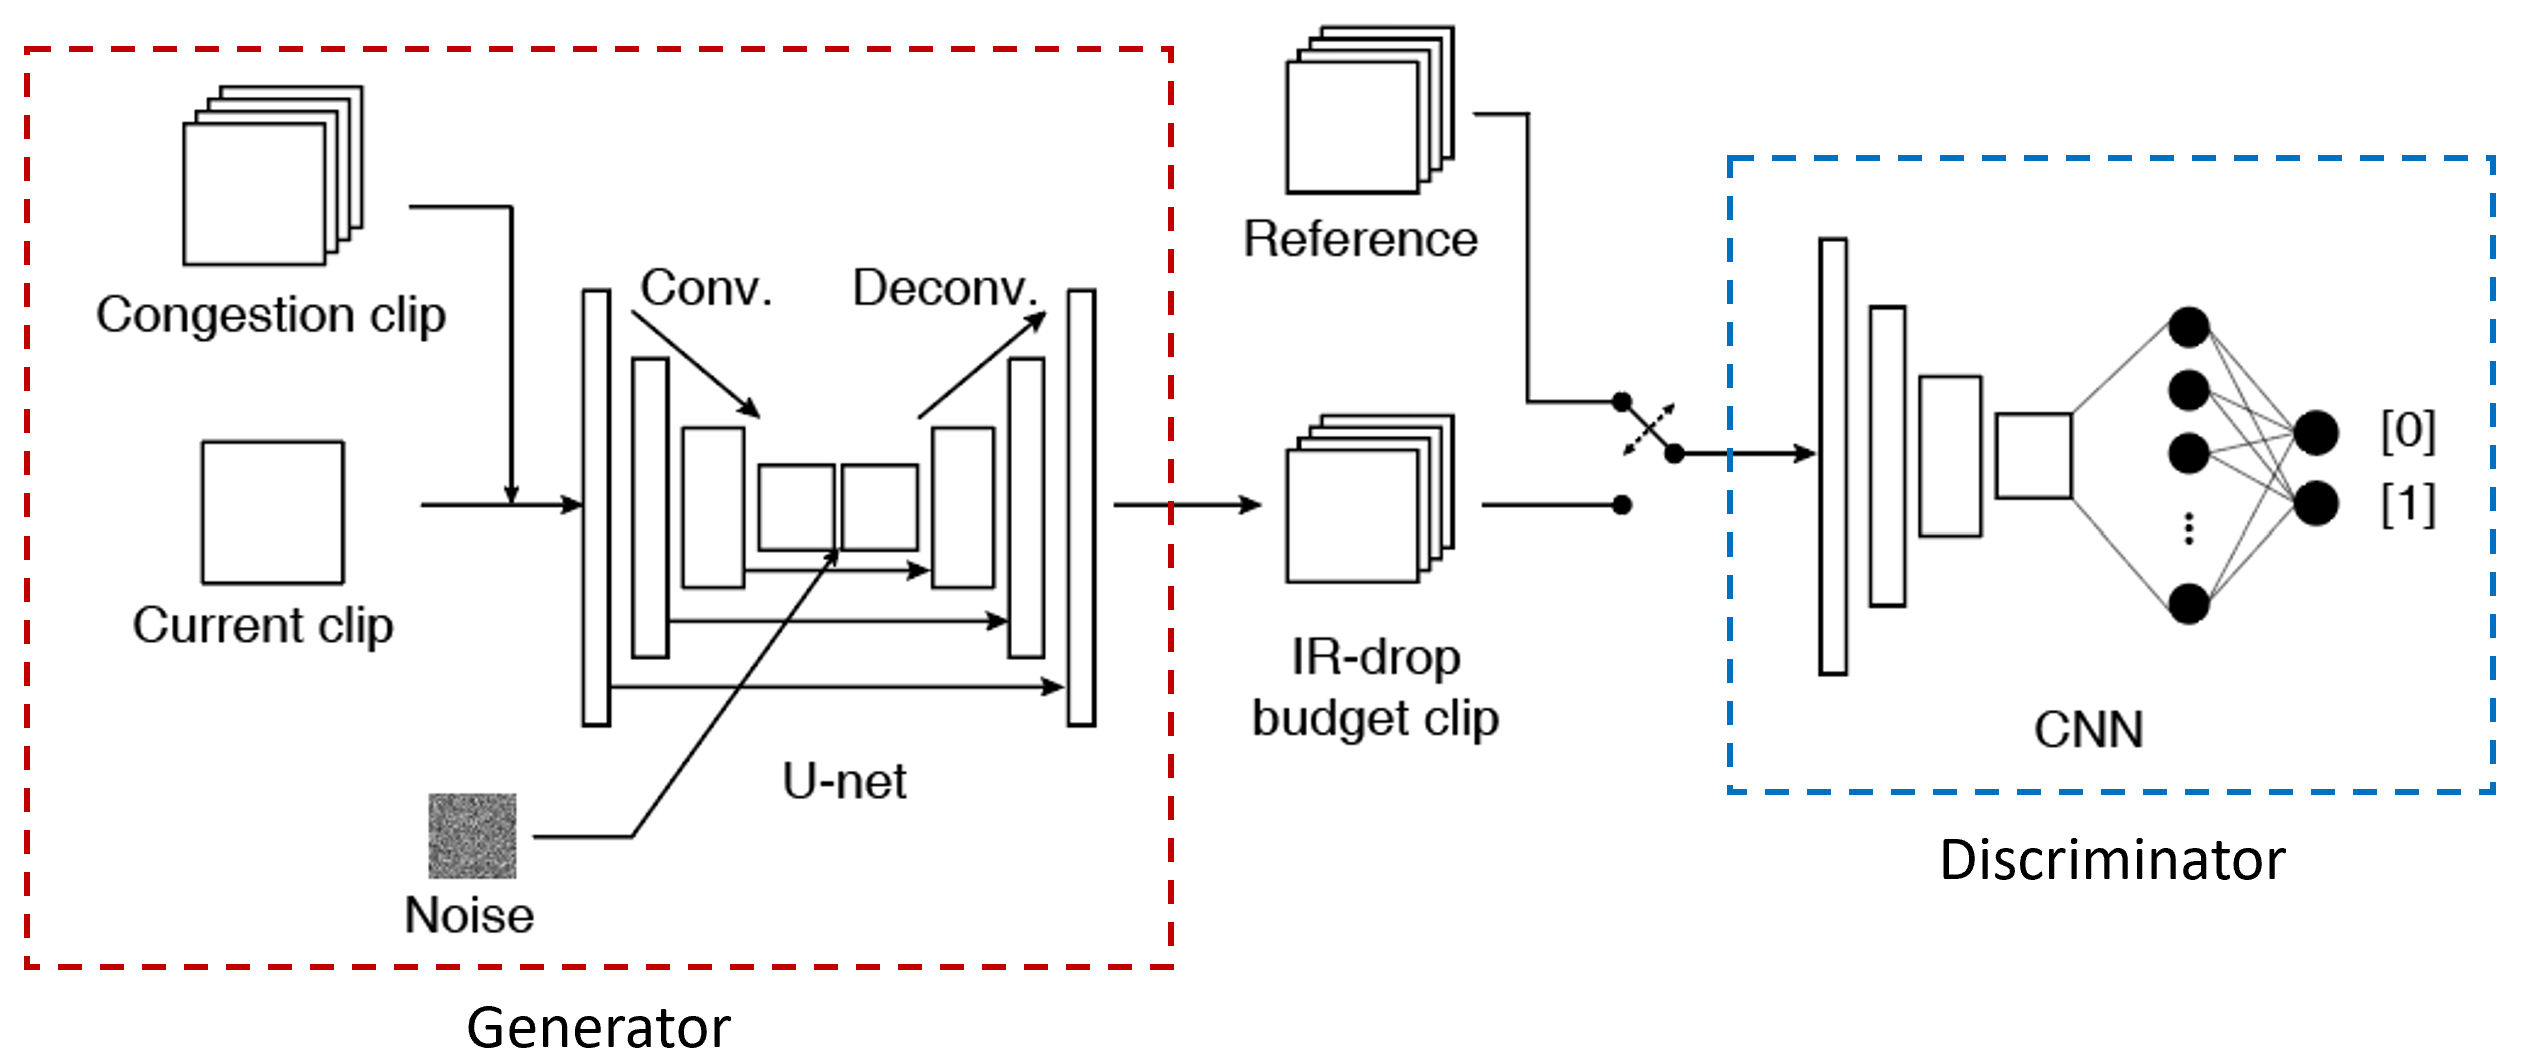 Congestion clip
Current clip
Noise
Conv.
Deconv.
U-net
Generator
Reference
IR-drop
budget clip
[0]
[1]
CNN
Discriminator